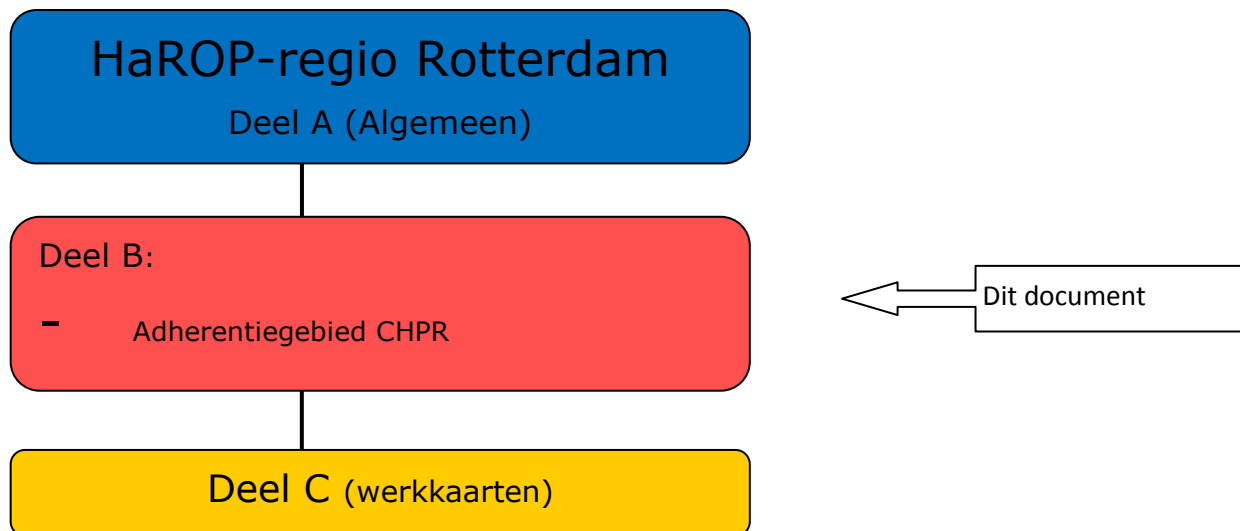 HaROP-regio Rotterdam
Deel A (Algemeen)
Deel B:
- Adherentiegebied CHPR
Dit document
Deel C (werkkaarten)